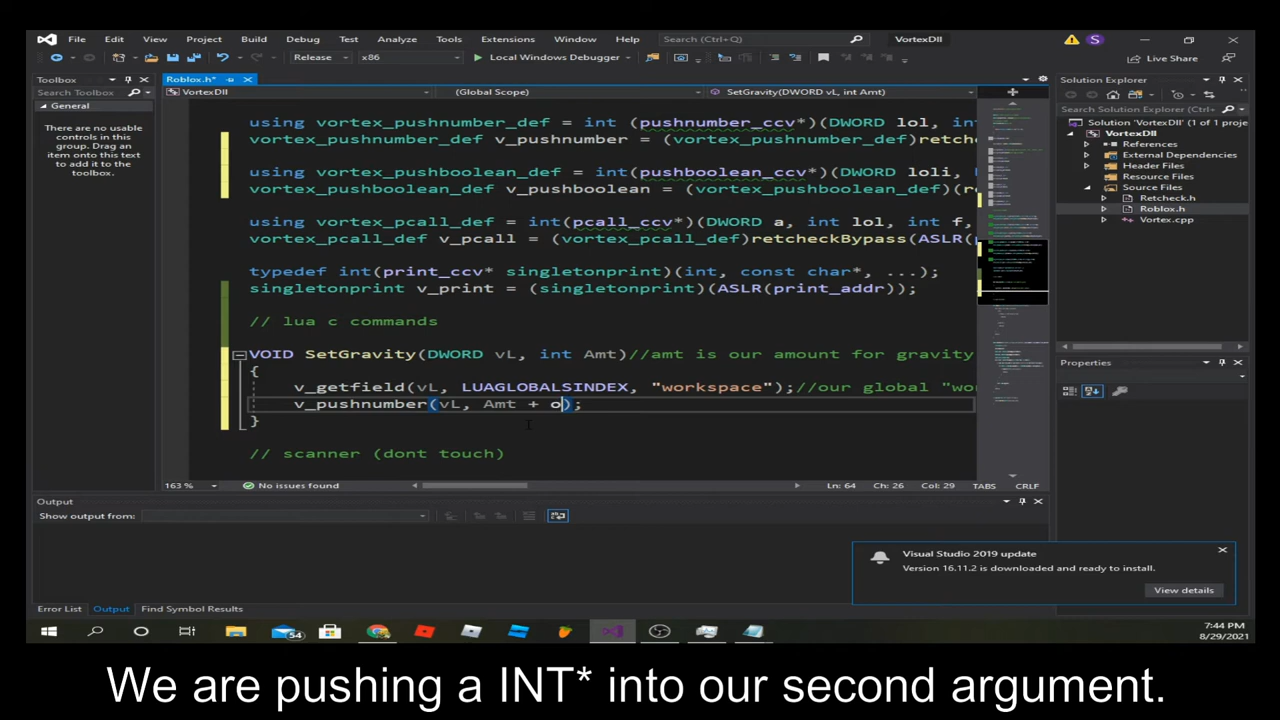 File Edit View Project Build Debug Test Analyze Tools Extensions Window Help Search (Ctrl+Q) VortexDll S
Release x86 Local Windows Debugger Live Share
Toolbox Roblox.h* Solution Explorer
Search Toolbox VortexDll (Global Scope) SetGravity(DWORD vL, int Amt) Search Solution Explorer (Ctrl+
General
There are no usable
controls in this
group. Drag an
item onto this text
to add it to the
toolbox.
using vortex_pushnumber_def = int (pushnumber_ccv*)(DWORD lol, in
vortex_pushnumber_def v_pushnumber = (vortex_pushnumber_def)retch
using vortex_pushboolean_def = int(pushboolean_ccv*)(DWORD loli,
vortex_pushboolean_def v_pushboolean = (vortex_pushboolean_def)(r
using vortex_pcall_def = int(pcall_ccv*)(DWORD a, int lol, int f,
vortex_pcall_def v_pcall = (vortex_pcall_def)retcheckBypass(ASLR(
typedef int(print_ccv* singletonprint)(int, const char*, ...);
singletonprint v_print = (singletonprint)(ASLR(print_addr));
// lua c commands
VOID SetGravity(DWORD vL, int Amt)//amt is our amount for gravity
{
v_getfield(vL, LUAGLOBALSINDEX, "workspace");//our global "wo
v_pushnumber(vL, Amt + o);
}
// scanner (dont touch)
Solution 'VortexDll' (1 of 1 proje
VortexDll
References
External Dependencies
Header Files
Resource Files
Source Files
Retcheck.h
Roblox.h
Vortex.cpp
Properties
163 % No issues found Ln: 64 Ch: 26 Col: 29 TABS CRLF
Output
Show output from:
Visual Studio 2019 update
Version 16.11.2 is downloaded and ready to install.
View details
Error List Output Find Symbol Results
54
7:44 PM
8/29/2021
We are pushing a INT* into our second argument.